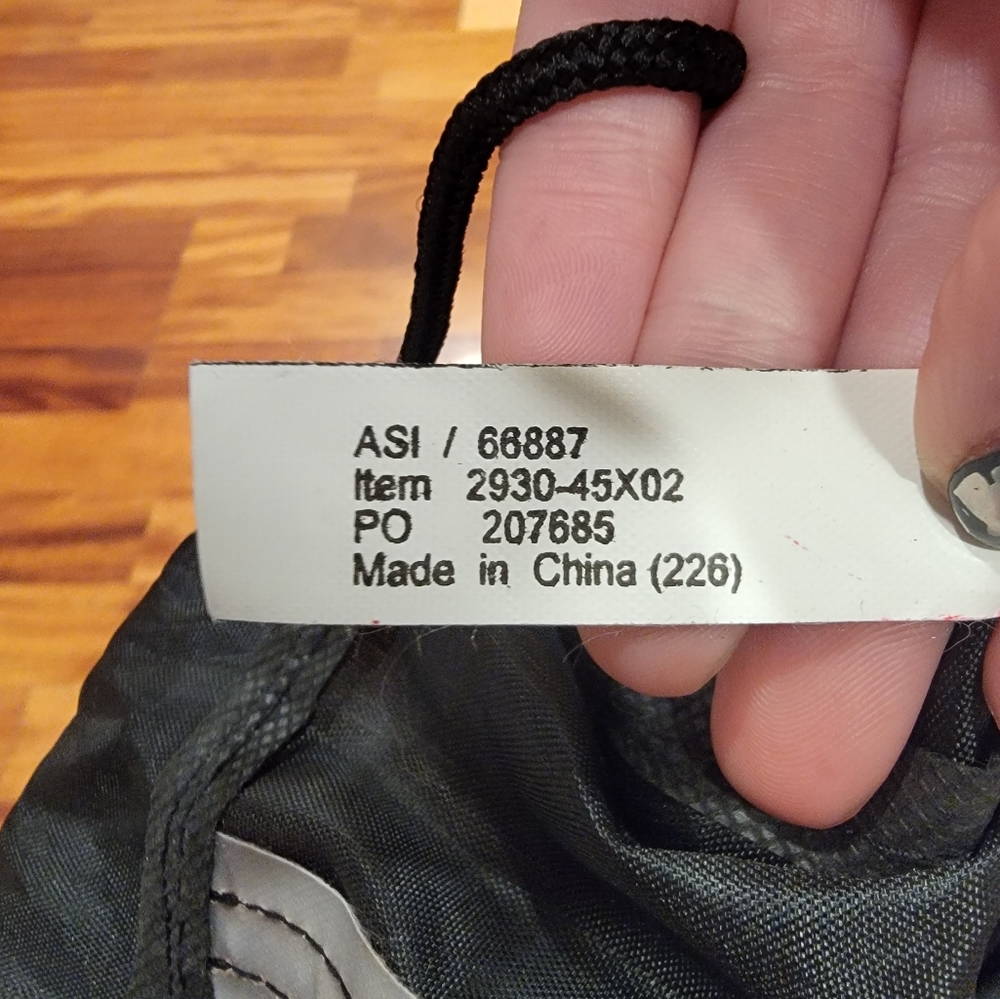 ASI / 66887
Item 2930-45X02
PO 207685
Made in China (226)